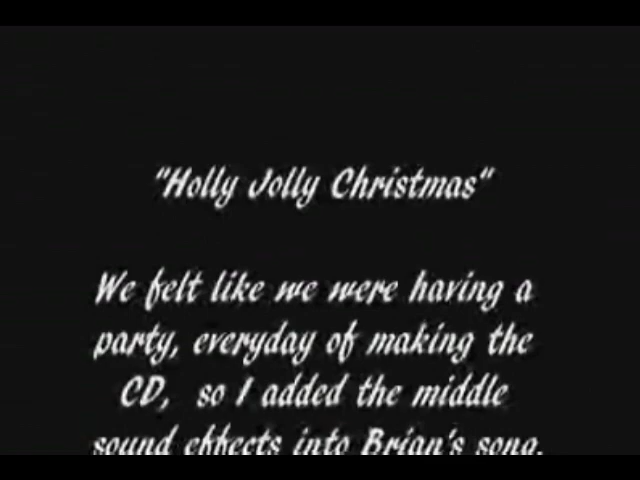 "Holly Jolly Christmas"
We felt like we were having a
party, everyday of making the
CD, so I added the middle
sound effects into Brian's song.